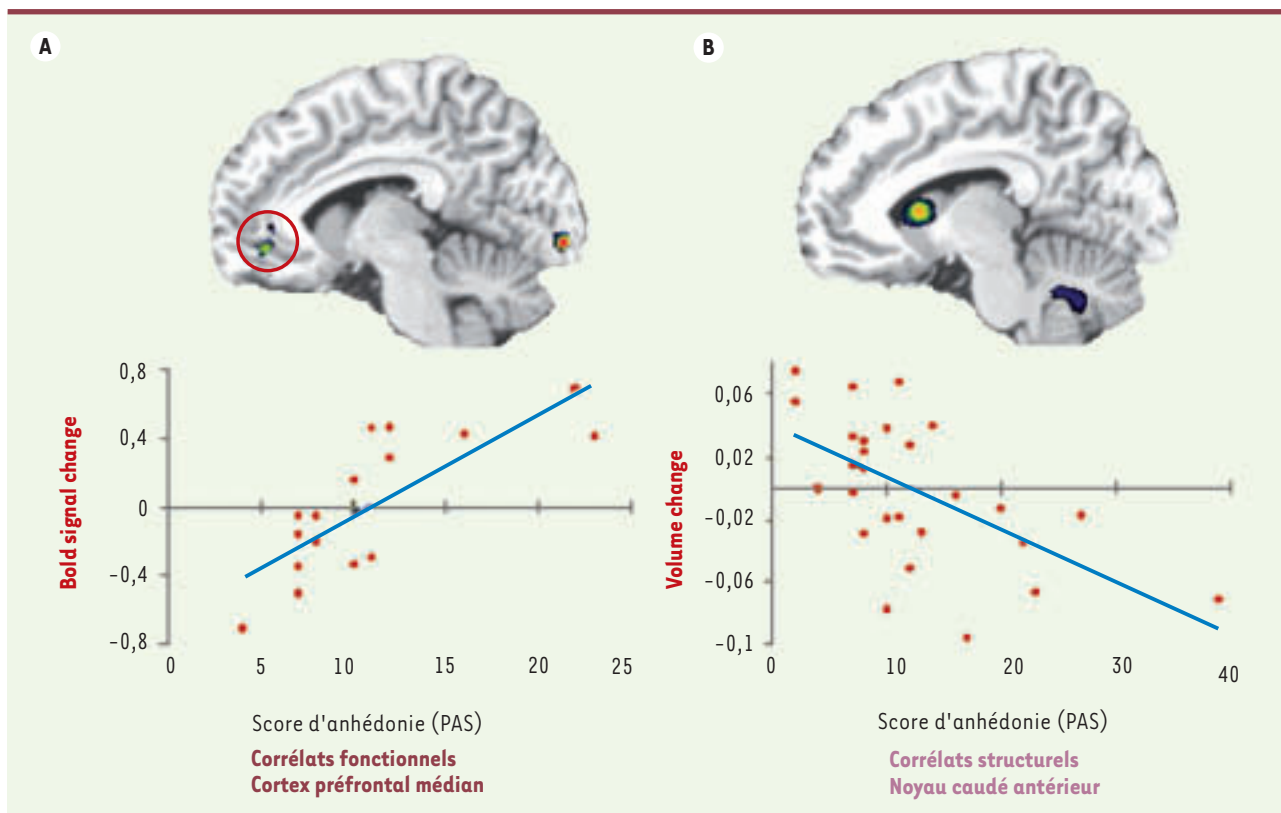 A
B
0,8
0,4
0
-0,4
-0,8
0
5
10
15
20
25
Bold signal change
Score d'anhédonie (PAS)
Corrélats fonctionnels
Cortex préfrontal médian
0,06
0,02
-0,02
-0,06
-0,1
0
10
20
30
40
Volume change
Score d'anhédonie (PAS)
Corrélats structurels
Noyau caudé antérieur